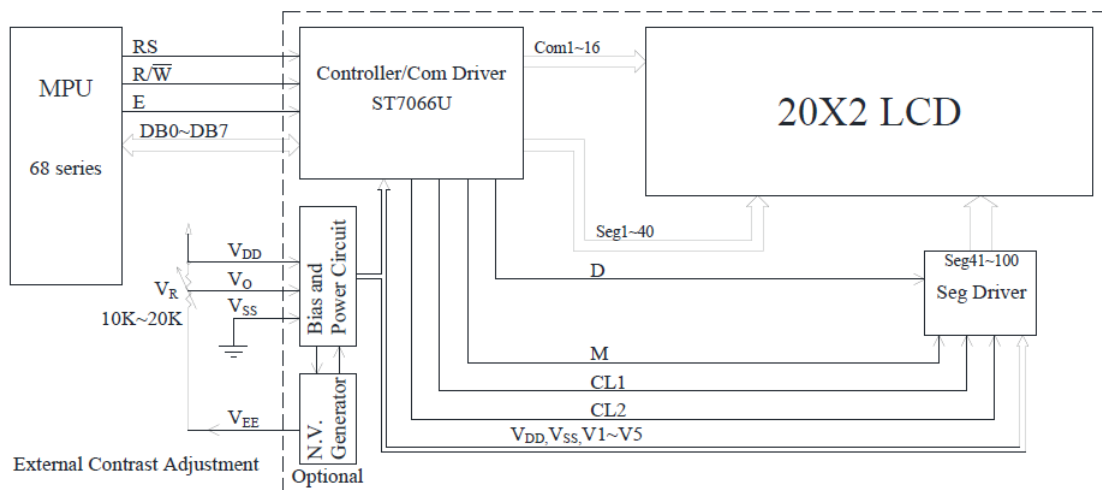 MPU
68 series
RS
R/W̅
E
DB0~DB7
Controller/Com Driver
ST7066U
Com1~16
20X2 LCD
Seg1~40
Seg41~100
Seg Driver
D
M
CL1
CL2
VDD,VSS,V1~V5
VDD
VO
VSS
VR
10K~20K
Bias and
Power Circuit
N.V.
Generator
VEE
External Contrast Adjustment
Optional